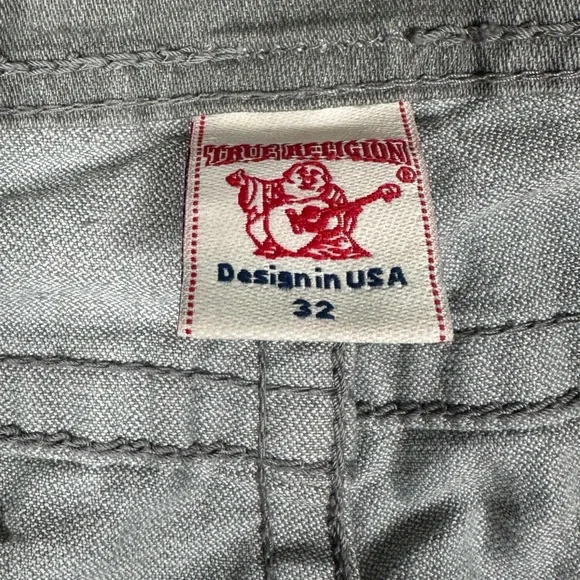 TRUE RELIGION
®
Design in USA
32